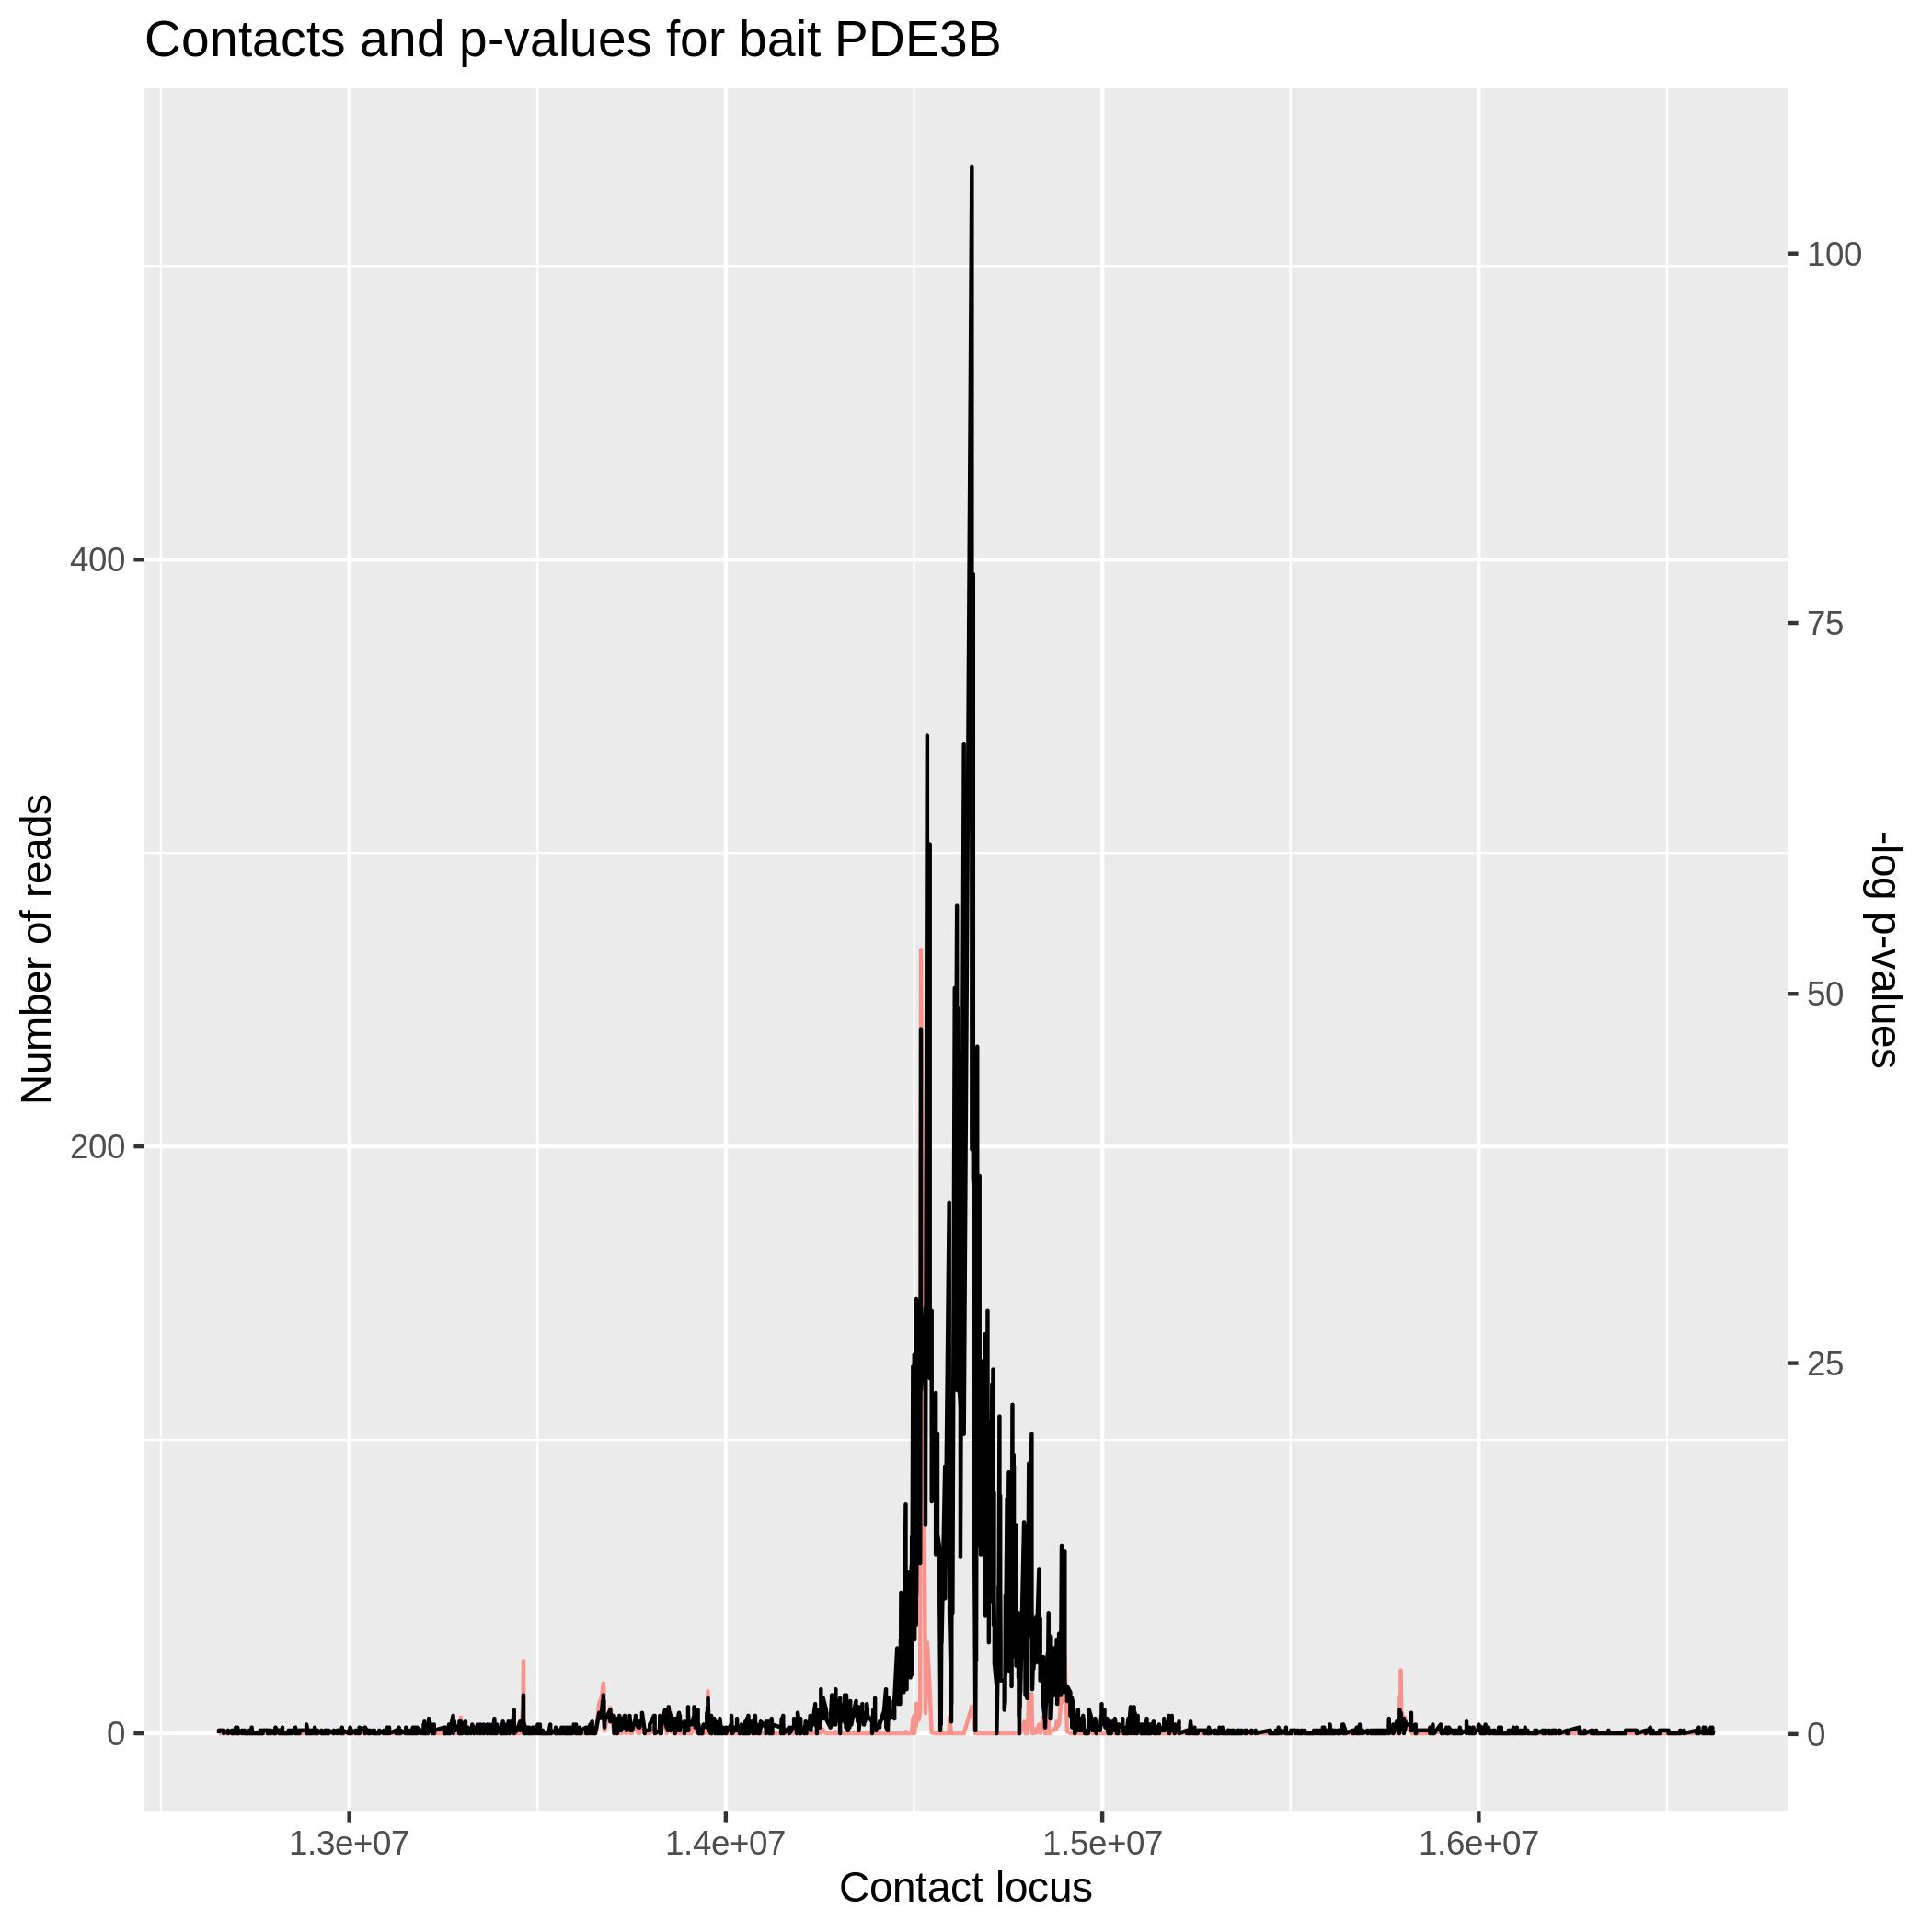 Contacts and p-values for bait PDE3B
Number of reads
400
200
0
100
75
50
25
0
-log p-values
1.3e+07
1.4e+07
1.5e+07
1.6e+07
Contact locus